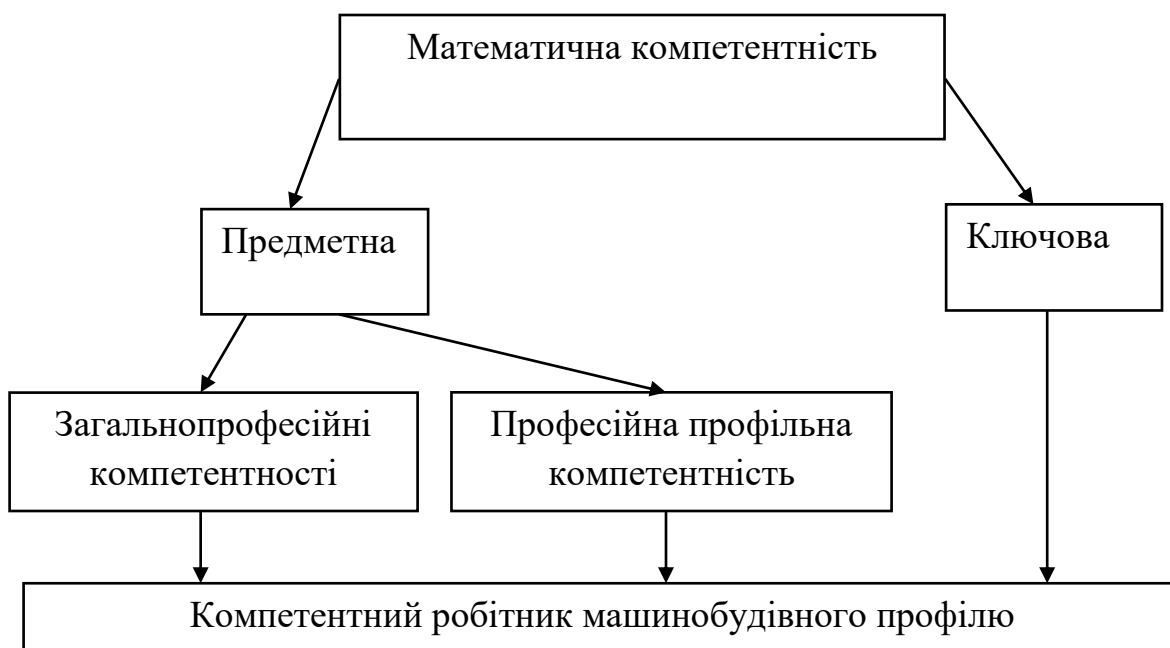 Математична компетентність
Предметна
Ключова
Загальнопрофесійні
компетентності
Професійна профільна
компетентність
Компетентний робітник машинобудівного профілю